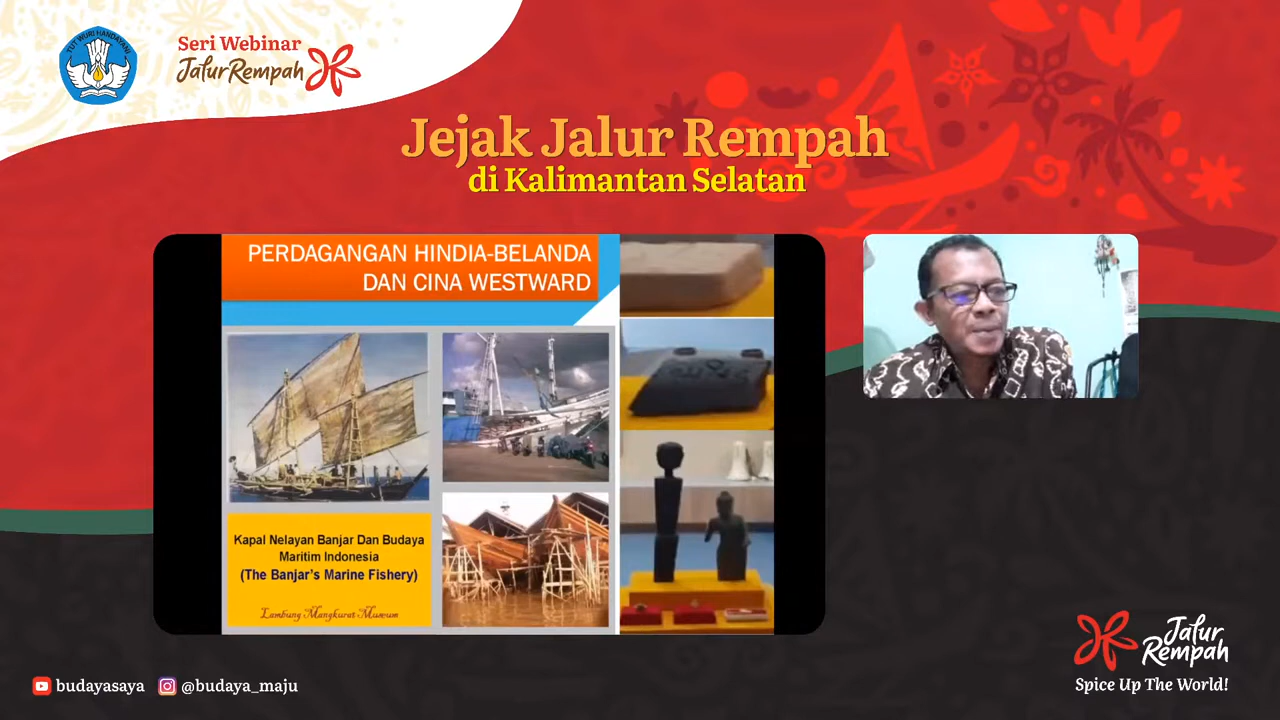 TUT WURI HANDAYANI
Seri Webinar
Jalur Rempah
Jejak Jalur Rempah
di Kalimantan Selatan
PERDAGANGAN HINDIA-BELANDA
DAN CINA WESTWARD
Kapal Nelayan Banjar Dan Budaya
Maritim Indonesia
(The Banjar's Marine Fishery)
Lambung Mangkurat Museum
Jalur
Rempah
Spice Up The World!
budayasaya
@budaya_maju